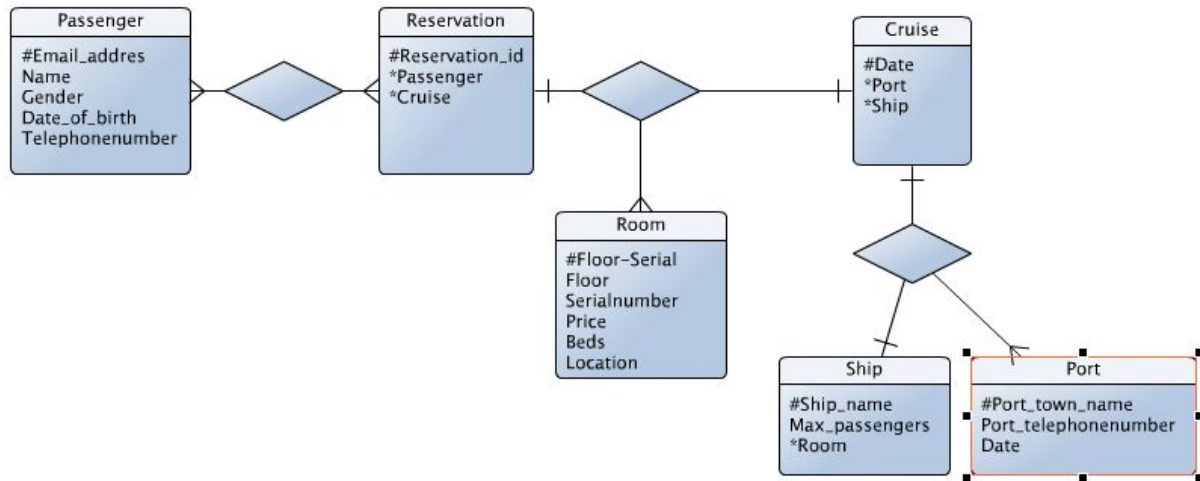 Passenger
#Email_addres
Name
Gender
Date_of_birth
Telephonenumber
Reservation
#Reservation_id
*Passenger
*Cruise
Cruise
#Date
*Port
*Ship
Room
#Floor-Serial
Floor
Serialnumber
Price
Beds
Location
Ship
#Ship_name
Max_passengers
*Room
Port
#Port_town_name
Port_telephonenumber
Date